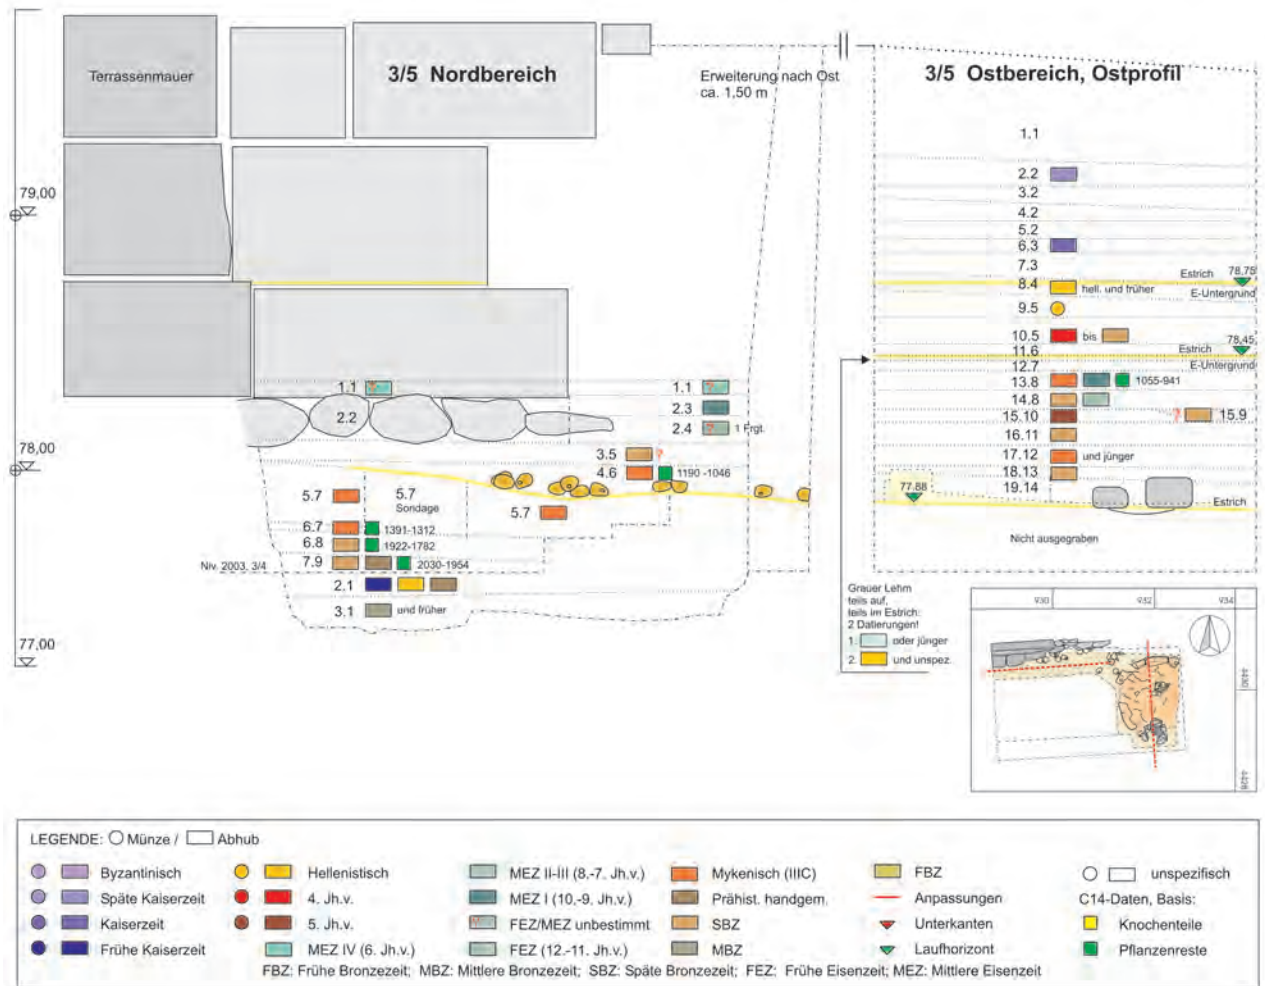 Terrassenmauer
3/5 Nordbereich
Erweiterung nach Ost
ca. 1,50 m
3/5 Ostbereich, Ostprofil
79,00
78,00
77,00
1.1
2.2
1.1 ?
2.3
2.4 ? 1 Frgt.
3.5 ?
4.6 1190 -1046
5.7
5.7
Sondage
5.7
6.7 1391-1312
6.8 1922-1782
7.9 2030-1954
Niv. 2003, 3/4
2.1
3.1 und früher
1.1
2.2
3.2
4.2
5.2
6.3
7.3
Estrich 78,75
8.4 hell. und früher E-Untergrund
9.5
10.5 bis
11.6 Estrich 78,45
12.7 E-Untergrund
13.8 1055-941
14.8
15.10 ? 15.9
16.11
17.12 und jünger
18.13
19.14
77.88
Estrich
Nicht ausgegraben
Grauer Lehm
teils auf,
teils im Estrich:
2 Datierungen!
1. oder jünger
2. und unspez.
930 932 934
4430
4428
LEGENDE: Münze / Abhub
Byzantinisch
Späte Kaiserzeit
Kaiserzeit
Frühe Kaiserzeit
Hellenistisch
4. Jh.v.
5. Jh.v.
MEZ IV (6. Jh.v.)
MEZ II-III (8.-7. Jh.v.)
MEZ I (10.-9. Jh.v.)
? FEZ/MEZ unbestimmt
FEZ (12.-11. Jh.v.)
Mykenisch (IIIC)
Prähist. handgem.
SBZ
MBZ
FBZ
Anpassungen
Unterkanten
Laufhorizont
unspezifisch
C14-Daten, Basis:
Knochenteile
Pflanzenreste
FBZ: Frühe Bronzezeit; MBZ: Mittlere Bronzezeit; SBZ: Späte Bronzezeit; FEZ: Frühe Eisenzeit; MEZ: Mittlere Eisenzeit